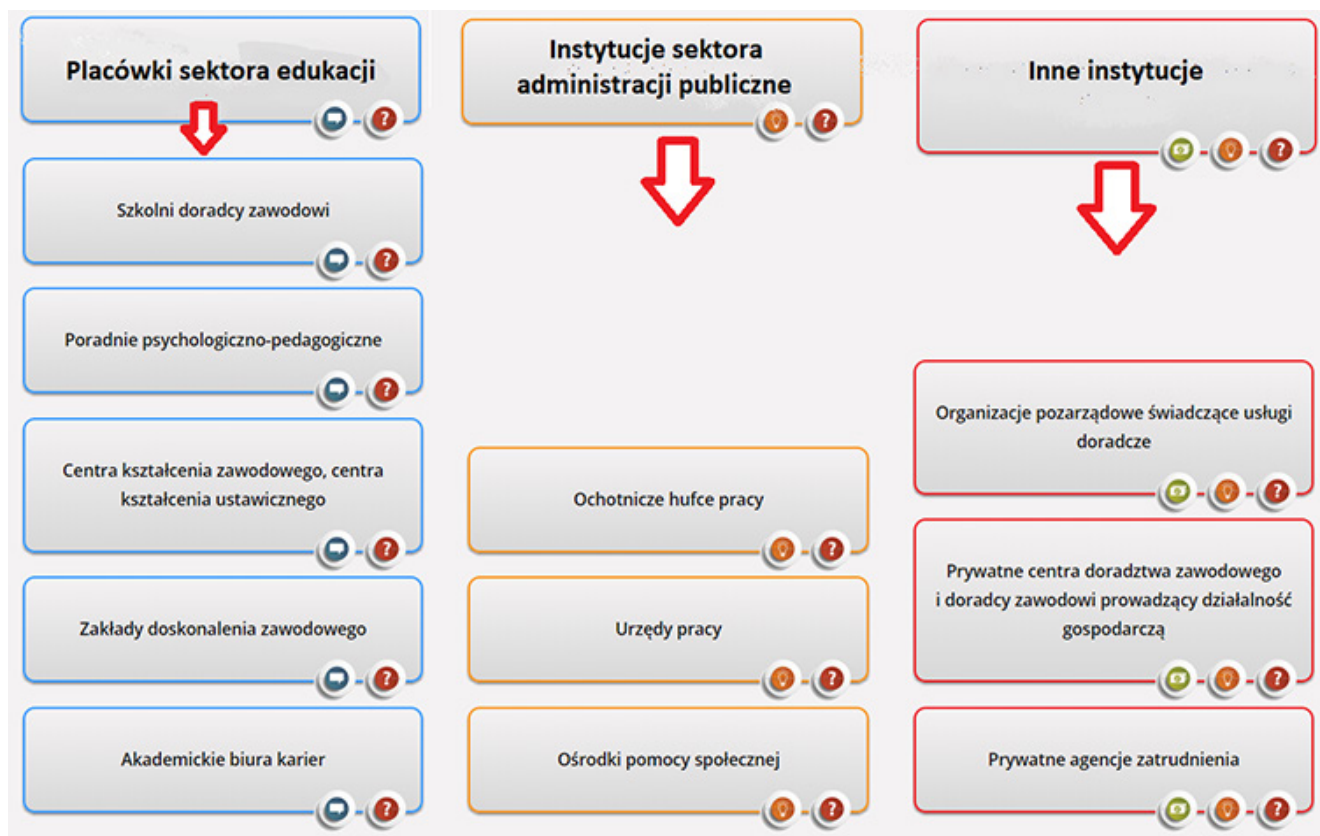 Placówki sektora edukacji
Szkolni doradcy zawodowi
Poradnie psychologiczno-pedagogiczne
Centra kształcenia zawodowego, centra
kształcenia ustawicznego
Zakłady doskonalenia zawodowego
Akademickie biura karier
Instytucje sektora
administracji publiczne
Ochotnicze hufce pracy
Urzędy pracy
Ośrodki pomocy społecznej
Inne instytucje
Organizacje pozarządowe świadczące usługi
doradcze
Prywatne centra doradztwa zawodowego
i doradcy zawodowi prowadzący działalność
gospodarczą
Prywatne agencje zatrudnienia